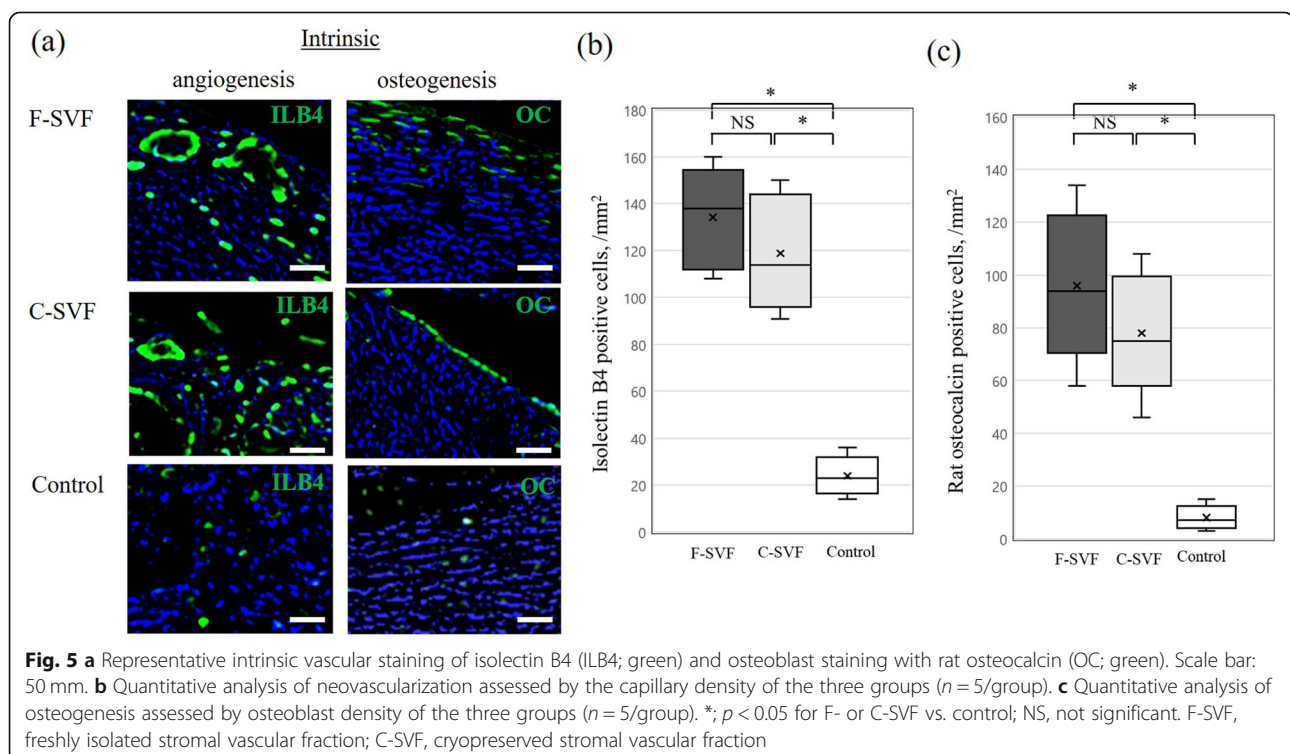 (a)
Intrinsic
angiogenesis osteogenesis
F-SVF
ILB4 OC
C-SVF
ILB4 OC
Control
ILB4 OC
(b)
Isolectin B4 positive cells, /mm²
180
160
140
120
100
80
60
40
20
0
*
NS *
F-SVF C-SVF Control
(c)
Rat osteocalcin positive cells, /mm²
160
140
120
100
80
60
40
20
0
*
NS *
F-SVF C-SVF Control
Fig. 5 a Representative intrinsic vascular staining of isolectin B4 (ILB4; green) and osteoblast staining with rat osteocalcin (OC; green). Scale bar:
50 mm. b Quantitative analysis of neovascularization assessed by the capillary density of the three groups (n = 5/group). c Quantitative analysis of
osteogenesis assessed by osteoblast density of the three groups (n = 5/group). *; p < 0.05 for F- or C-SVF vs. control; NS, not significant. F-SVF,
freshly isolated stromal vascular fraction; C-SVF, cryopreserved stromal vascular fraction